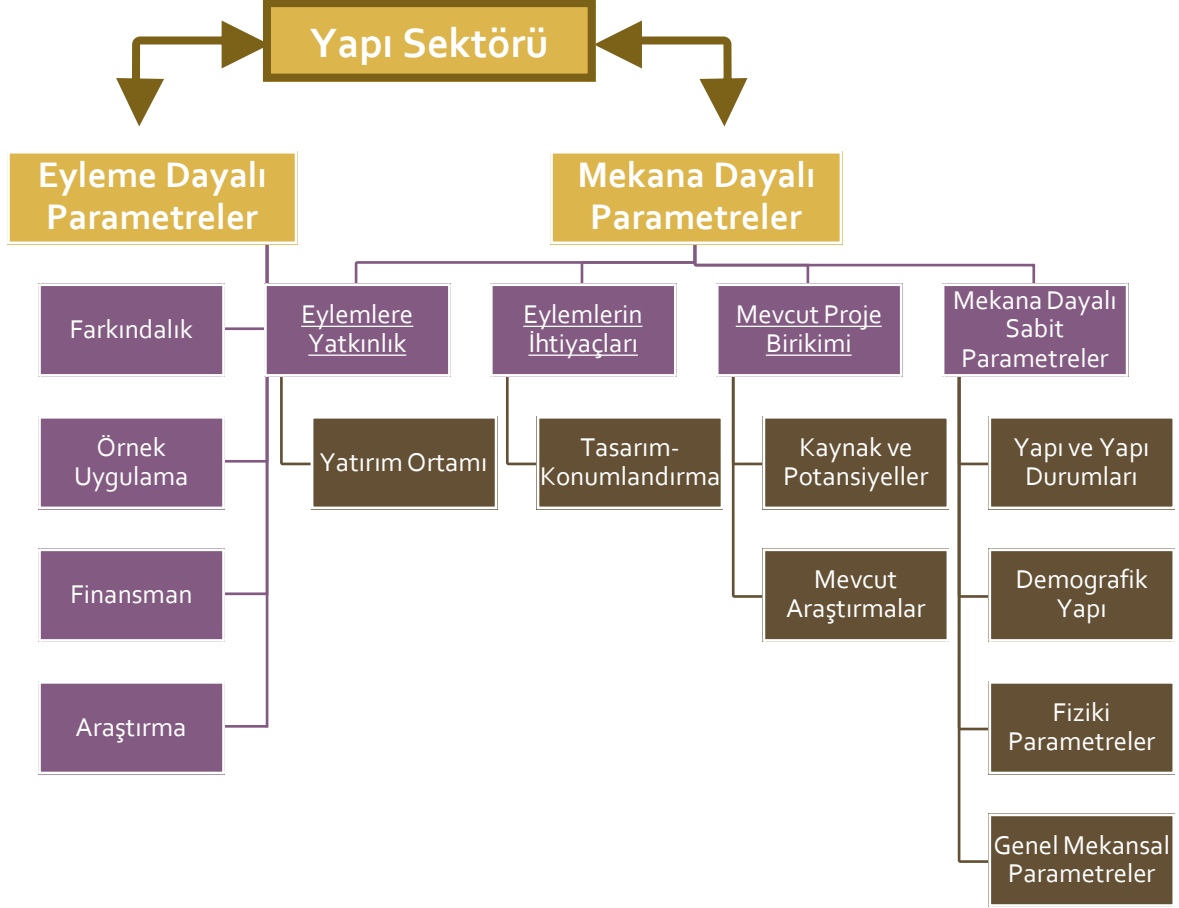 Yapı Sektörü
Eyleme Dayalı
Parametreler
Mekana Dayalı
Parametreler
Farkındalık
Örnek
Uygulama
Finansman
Araştırma
Eylemlere
Yatkınlık
Yatırım Ortamı
Eylemlerin
İhtiyaçları
Tasarım-
Konumlandırma
Mevcut Proje
Birikimi
Kaynak ve
Potansiyeller
Mevcut
Araştırmalar
Mekana Dayalı
Sabit
Parametreler
Yapı ve Yapı
Durumları
Demografik
Yapı
Fiziki
Parametreler
Genel Mekansal
Parametreler